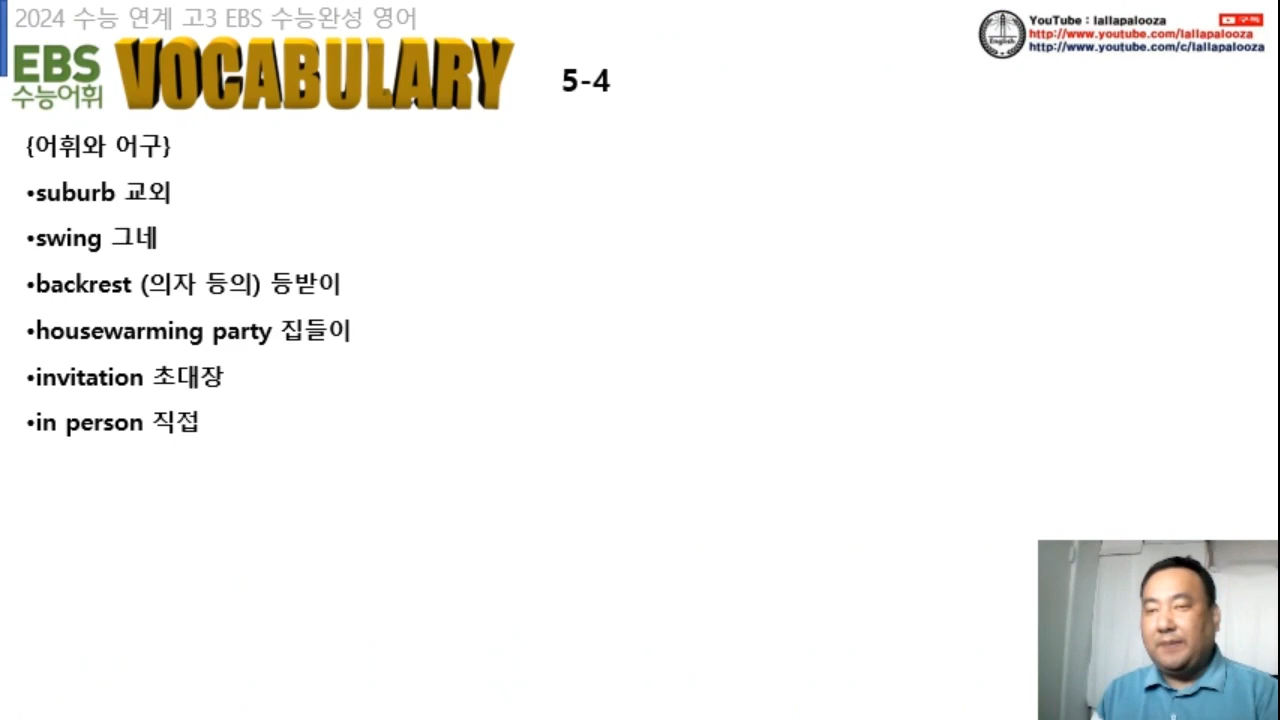 2024 수능 연계 고3 EBS 수능완성 영어
EBS
수능어휘
VOCABULARY
5-4
YouTube : lallapalooza
구독
http://www.youtube.com/lallapalooza
http://www.youtube.com/c/lallapalooza
English
{어휘와 어구}
•suburb 교외
•swing 그네
•backrest (의자 등의) 등받이
•housewarming party 집들이
•invitation 초대장
•in person 직접